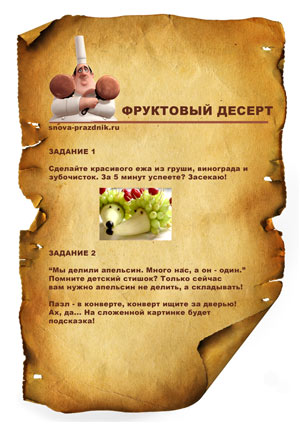 ФРУКТОВЫЙ ДЕСЕРТ
snova-prazdnik.ru
ЗАДАНИЕ 1
Сделайте красивого ежа из груши, винограда и
зубочисток. За 5 минут успеете? Засекаю!
ЗАДАНИЕ 2
“Мы делили апельсин. Много нас, а он - один."
Помните детский стишок? Только сейчас
вам нужно апельсин не делить, а складывать!
Пазл - в конверте, конверт ищите за дверью!
Ах, да... На сложенной картинке будет
подсказка!